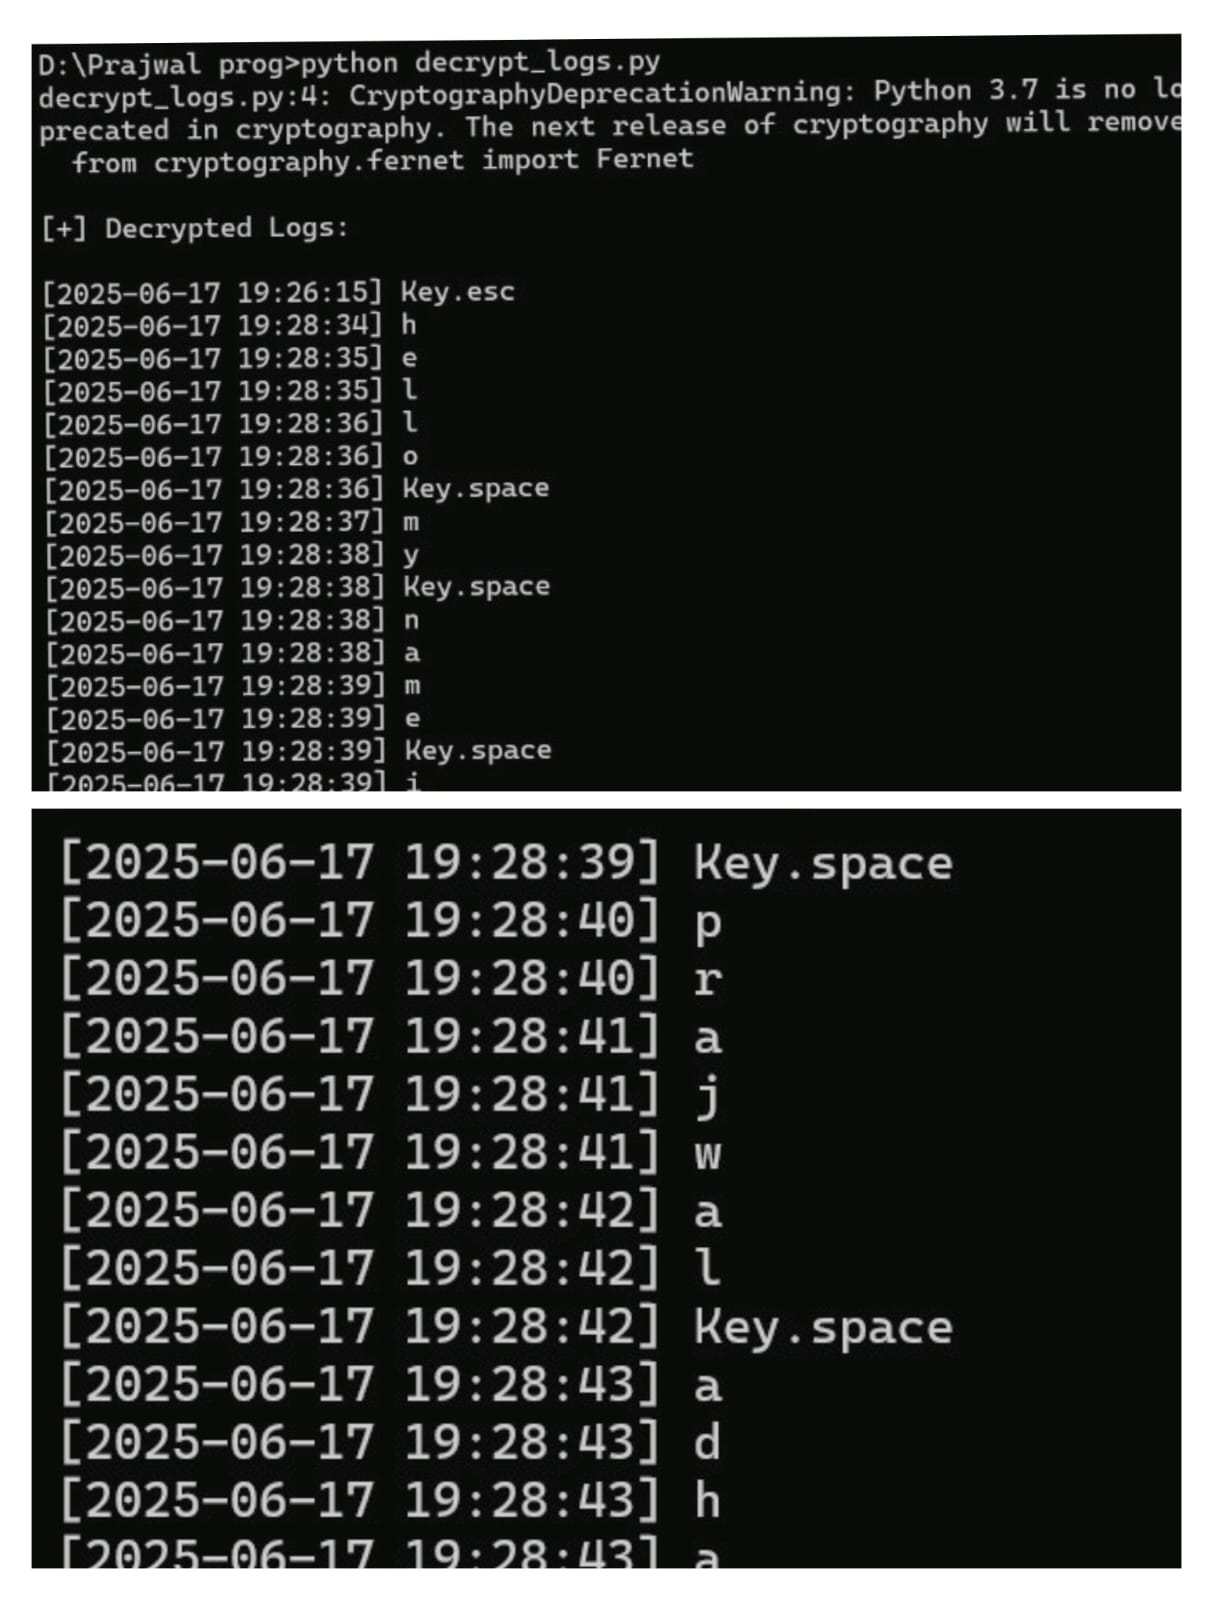 D:\Prajwal prog>python decrypt_logs.py
decrypt_logs.py:4: CryptographyDeprecationWarning: Python 3.7 is no lo
precated in cryptography. The next release of cryptography will remove
from cryptography.fernet import Fernet
[+] Decrypted Logs:
[2025-06-17 19:26:15] Key.esc
[2025-06-17 19:28:34] h
[2025-06-17 19:28:35] e
[2025-06-17 19:28:35] l
[2025-06-17 19:28:36] l
[2025-06-17 19:28:36] o
[2025-06-17 19:28:36] Key.space
[2025-06-17 19:28:37] m
[2025-06-17 19:28:38] y
[2025-06-17 19:28:38] Key.space
[2025-06-17 19:28:38] n
[2025-06-17 19:28:38] a
[2025-06-17 19:28:39] m
[2025-06-17 19:28:39] e
[2025-06-17 19:28:39] Key.space
[2025-06-17 19:28:39] i
[2025-06-17 19:28:39] Key.space
[2025-06-17 19:28:40] p
[2025-06-17 19:28:40] r
[2025-06-17 19:28:41] a
[2025-06-17 19:28:41] j
[2025-06-17 19:28:41] w
[2025-06-17 19:28:42] a
[2025-06-17 19:28:42] l
[2025-06-17 19:28:42] Key.space
[2025-06-17 19:28:43] a
[2025-06-17 19:28:43] d
[2025-06-17 19:28:43] h
[2025-06-17 19:28:43] a